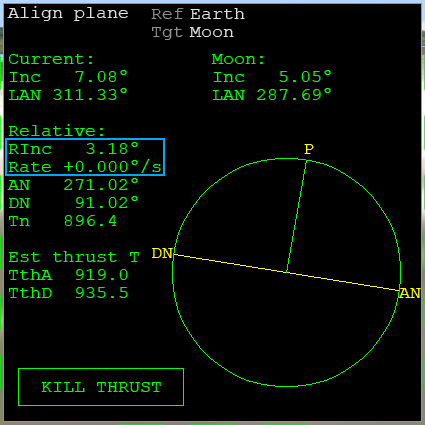 Align plane Ref Earth
Tgt Moon
Current: Moon:
Inc 7.08° Inc 5.05°
LAN 311.33° LAN 287.69°
Relative:
RInc 3.18°
Rate +0.000°/s
AN 271.02°
DN 91.02°
Tn 896.4
Est thrust T
TthA 919.0
TthD 935.5
P
DN
AN
KILL THRUST